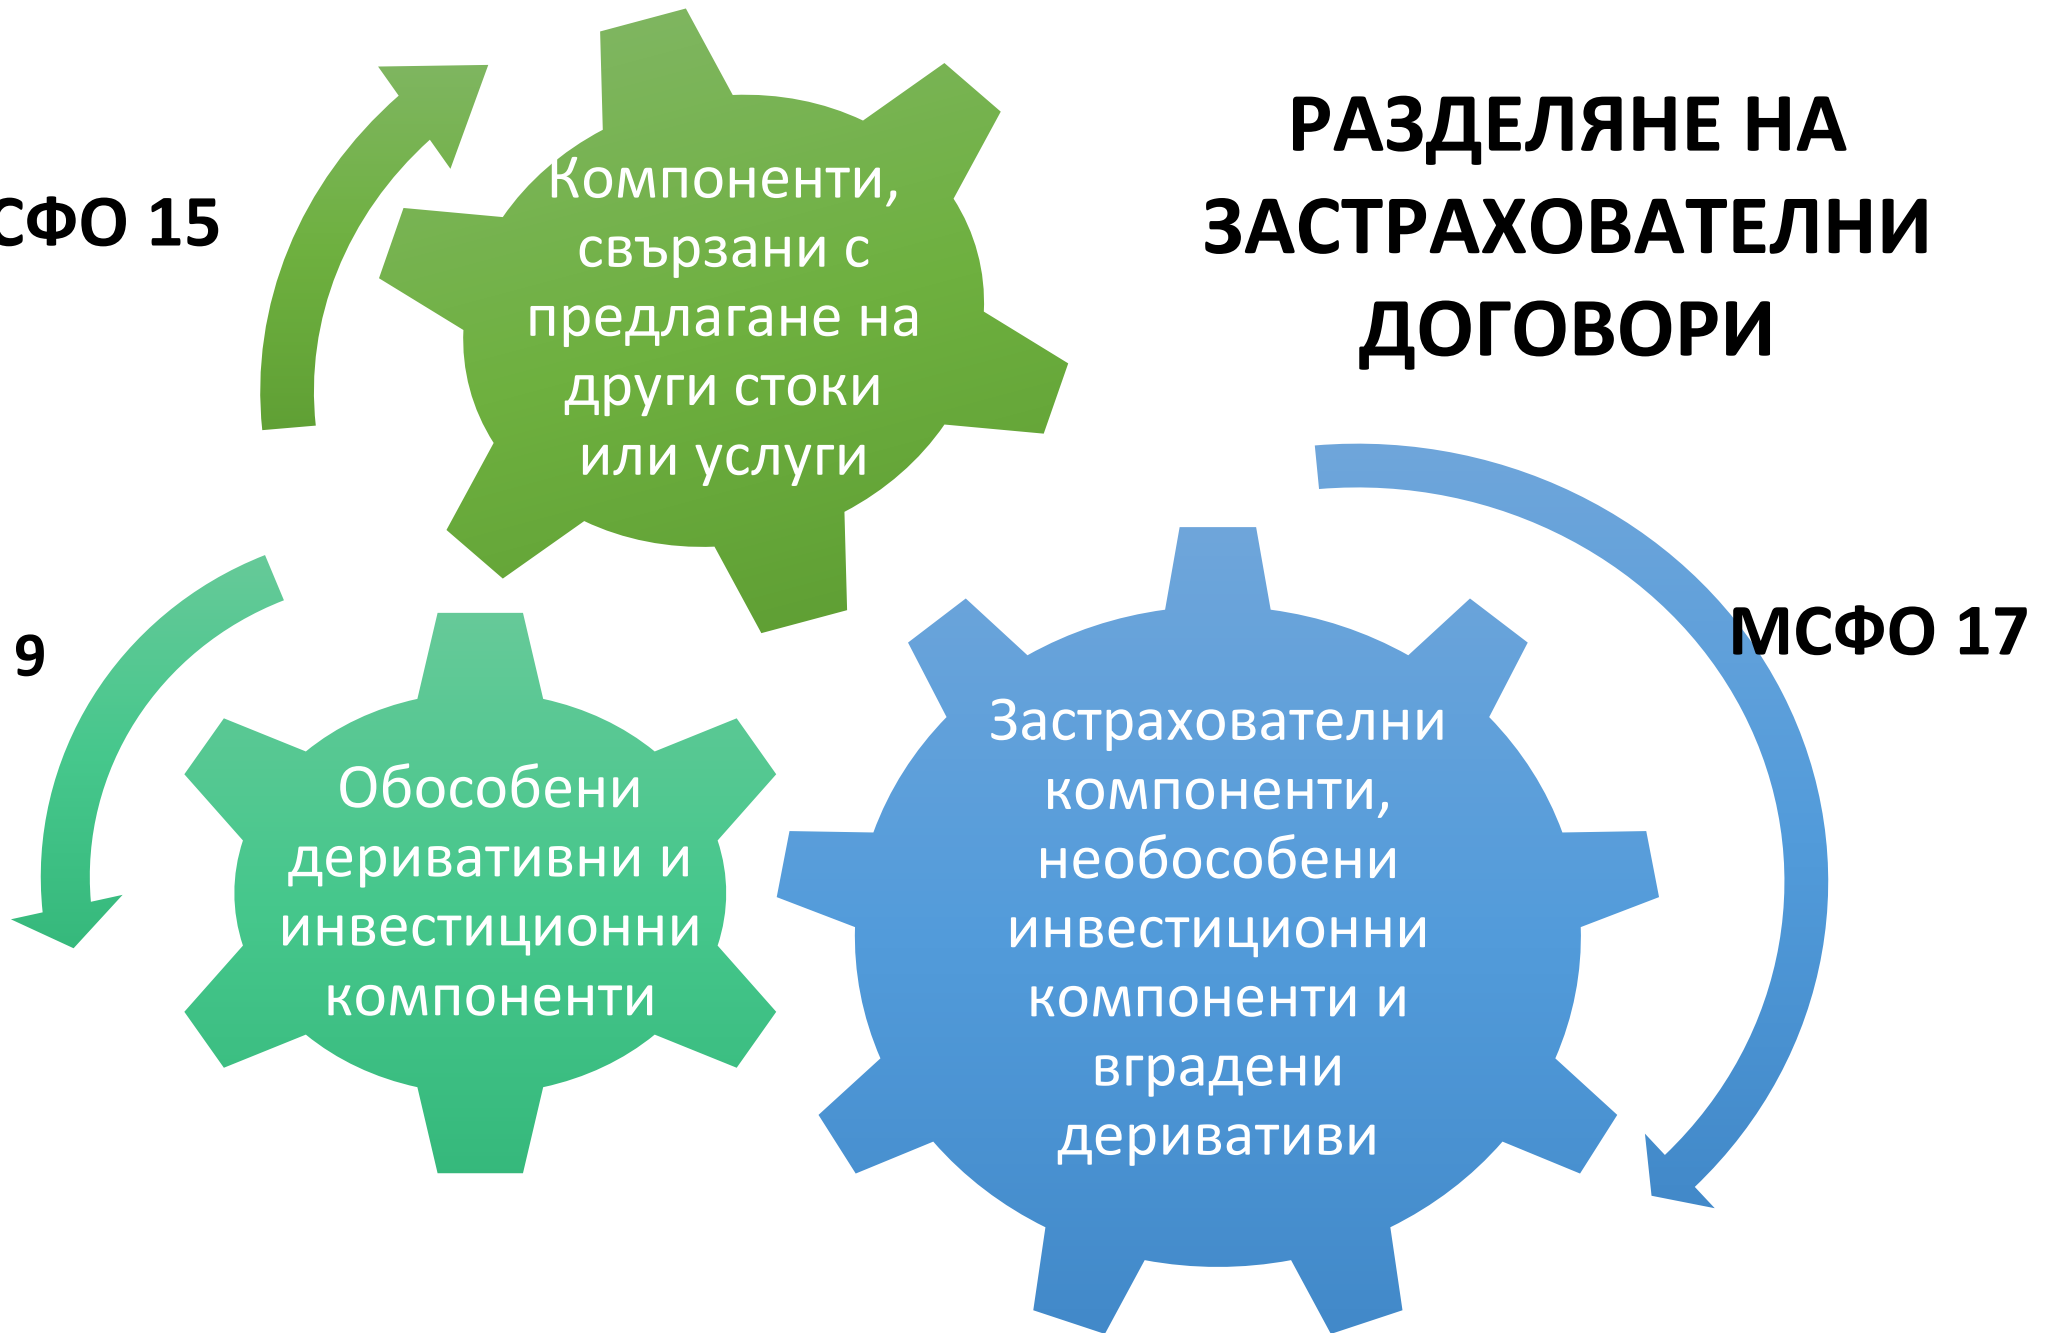 РАЗДЕЛЯНЕ НА
ЗАСТРАХОВАТЕЛНИ
ДОГОВОРИ
СФО 15
Компоненти,
свързани с
предлагане на
други стоки
или услуги
9
Обособени
деривативни и
инвестиционни
компоненти
МСФО 17
Застрахователни
компоненти,
необособени
инвестиционни
компоненти и
вградени
деривативи